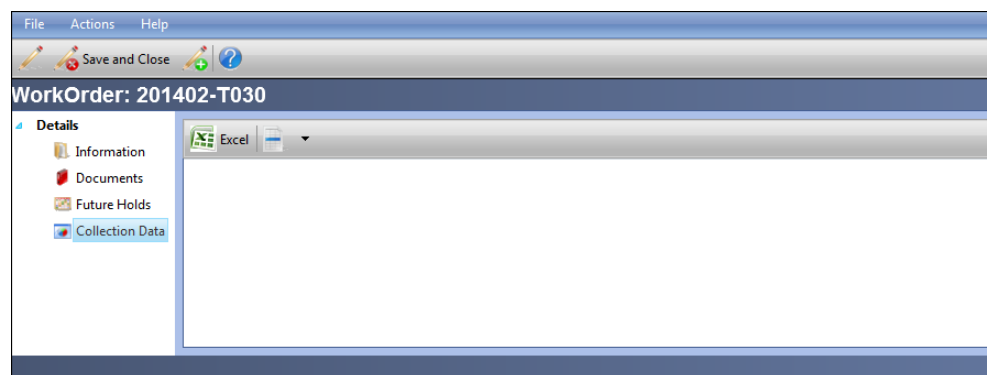 File Actions Help
Save and Close
WorkOrder: 201402-T030
Details
Information
Documents
Future Holds
Collection Data
Excel